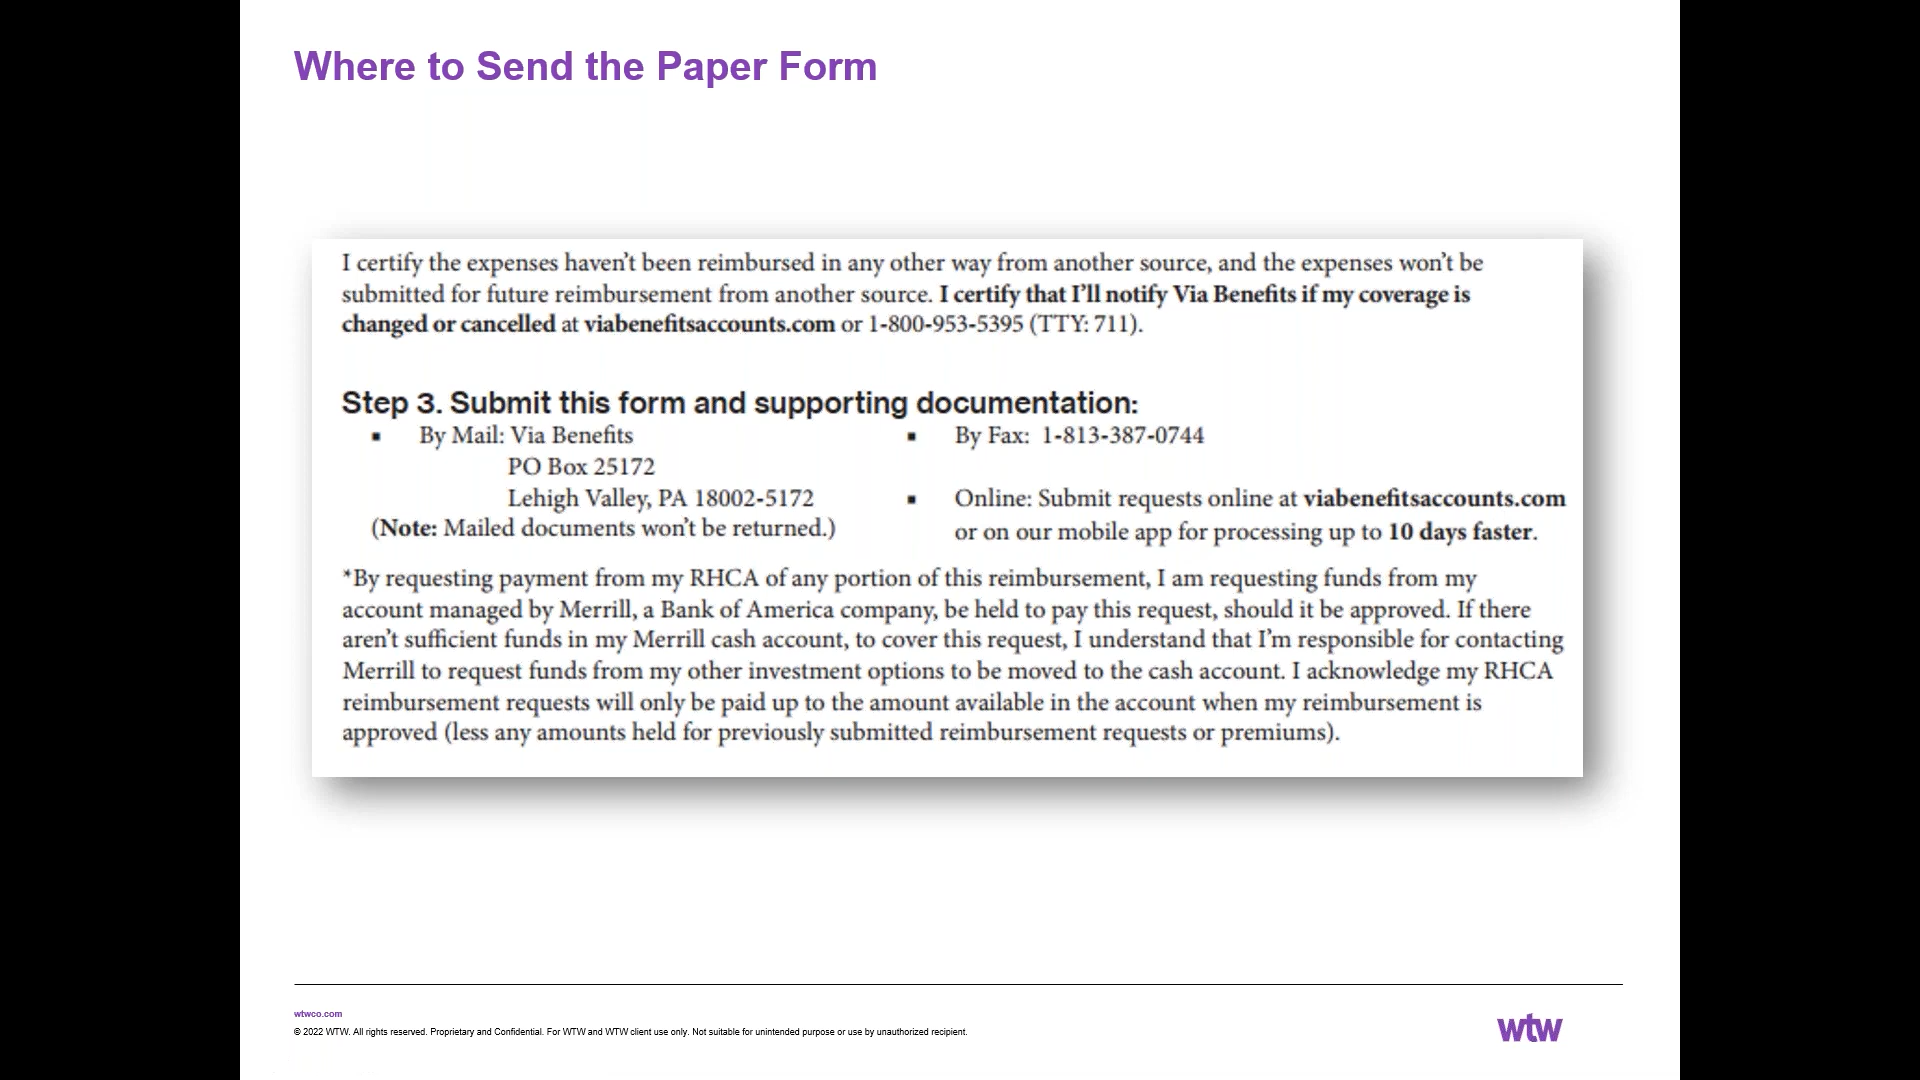 Where to Send the Paper Form
I certify the expenses haven't been reimbursed in any other way from another source, and the expenses won't be
submitted for future reimbursement from another source. I certify that I'll notify Via Benefits if my coverage is
changed or cancelled at viabenefitsaccounts.com or 1-800-953-5395 (TTY: 711).
Step 3. Submit this form and supporting documentation:
▪ By Mail: Via Benefits
PO Box 25172
Lehigh Valley, PA 18002-5172
(Note: Mailed documents won't be returned.)
▪ By Fax: 1-813-387-0744
▪ Online: Submit requests online at viabenefitsaccounts.com
or on our mobile app for processing up to 10 days faster.
*By requesting payment from my RHCA of any portion of this reimbursement, I am requesting funds from my
account managed by Merrill, a Bank of America company, be held to pay this request, should it be approved. If there
aren't sufficient funds in my Merrill cash account, to cover this request, I understand that I'm responsible for contacting
Merrill to request funds from my other investment options to be moved to the cash account. I acknowledge my RHCA
reimbursement requests will only be paid up to the amount available in the account when my reimbursement is
approved (less any amounts held for previously submitted reimbursement requests or premiums).
wtwco.com
© 2022 WTW. All rights reserved. Proprietary and Confidential. For WTW and WTW client use only. Not suitable for unintended purpose or use by unauthorized recipient.
wtw